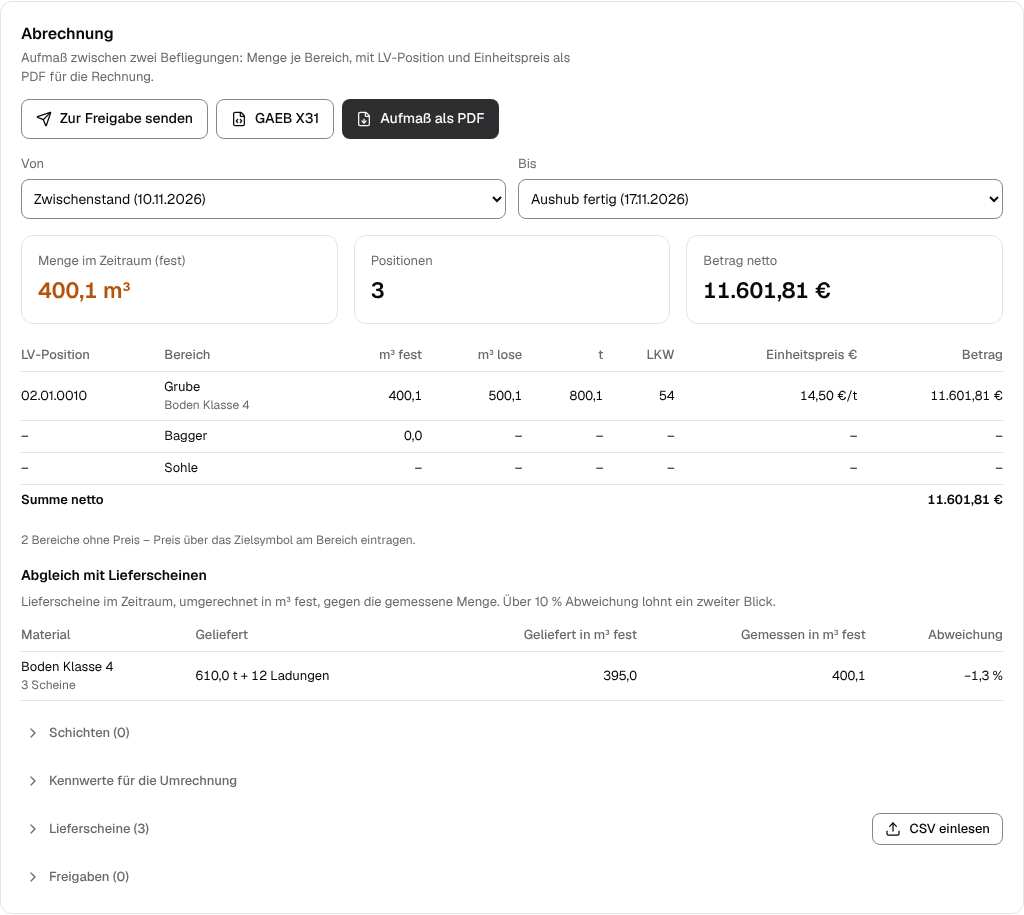 Abrechnung
Aufmaß zwischen zwei Befliegungen: Menge je Bereich, mit LV-Position und Einheitspreis als
PDF für die Rechnung.
Zur Freigabe senden GAEB X31 Aufmaß als PDF
Von Bis
Zwischenstand (10.11.2026) Aushub fertig (17.11.2026)
Menge im Zeitraum (fest) Positionen Betrag netto
400,1 m³ 3 11.601,81 €
LV-Position Bereich m³ fest m³ lose t LKW Einheitspreis € Betrag
02.01.0010 Grube 400,1 500,1 800,1 54 14,50 €/t 11.601,81 €
Boden Klasse 4
– Bagger 0,0 – – – – –
– Sohle – – – – – –
Summe netto 11.601,81 €
2 Bereiche ohne Preis – Preis über das Zielsymbol am Bereich eintragen.
Abgleich mit Lieferscheinen
Lieferscheine im Zeitraum, umgerechnet in m³ fest, gegen die gemessene Menge. Über 10 % Abweichung lohnt ein zweiter Blick.
Material Geliefert Geliefert in m³ fest Gemessen in m³ fest Abweichung
Boden Klasse 4 610,0 t + 12 Ladungen 395,0 400,1 −1,3 %
3 Scheine
Schichten (0)
Kennwerte für die Umrechnung
Lieferscheine (3) CSV einlesen
Freigaben (0)